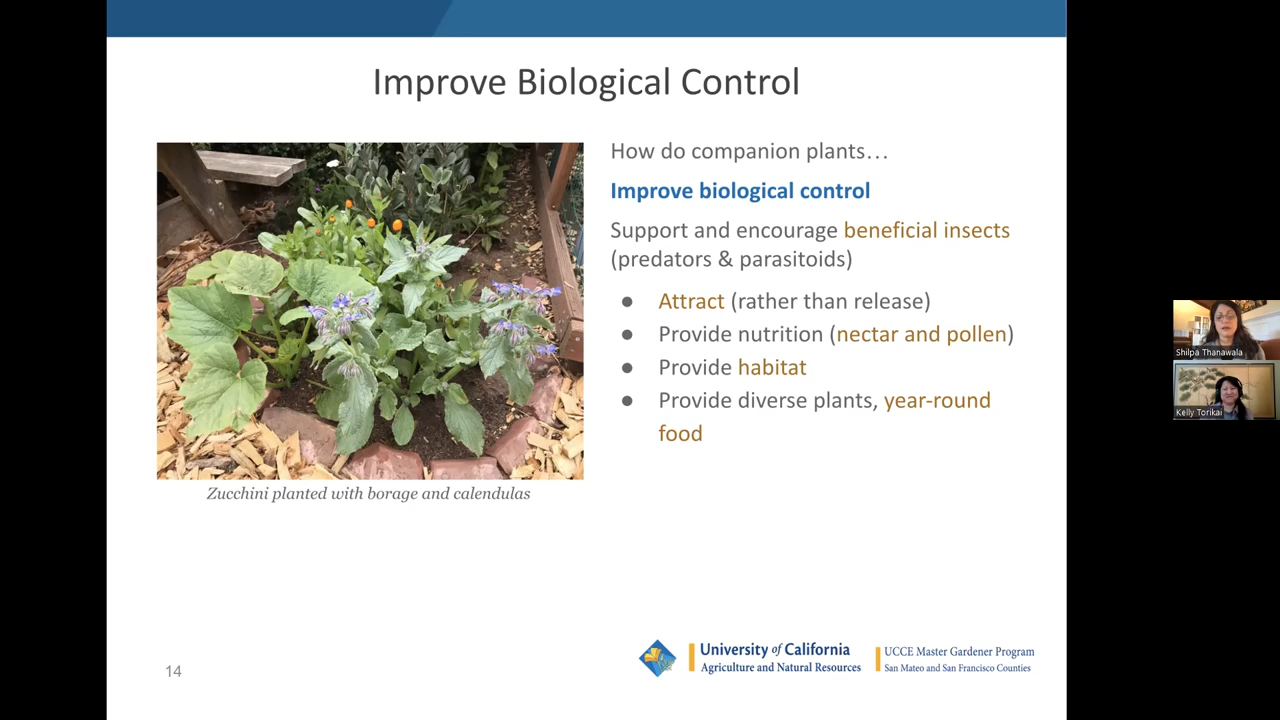 Improve Biological Control
How do companion plants…
Improve biological control
Support and encourage beneficial insects
(predators & parasitoids)
● Attract (rather than release)
● Provide nutrition (nectar and pollen)
● Provide habitat
● Provide diverse plants, year-round
food
Zucchini planted with borage and calendulas
14
University of California
Agriculture and Natural Resources
UCCE Master Gardener Program
San Mateo and San Francisco Counties
Shilpa Thanawala
Kelly Torikai